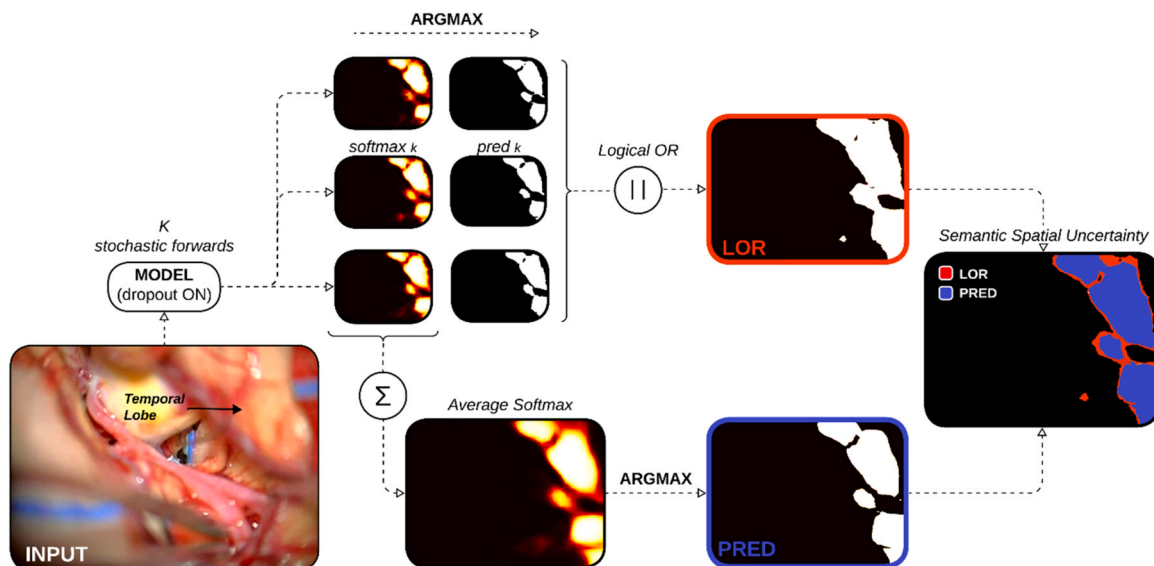 ARGMAX
softmax k
pred k
Logical OR
||
LOR
K
stochastic forwards
MODEL
(dropout ON)
Semantic Spatial Uncertainty
LOR
PRED
Temporal
Lobe
INPUT
Σ
Average Softmax
ARGMAX
PRED